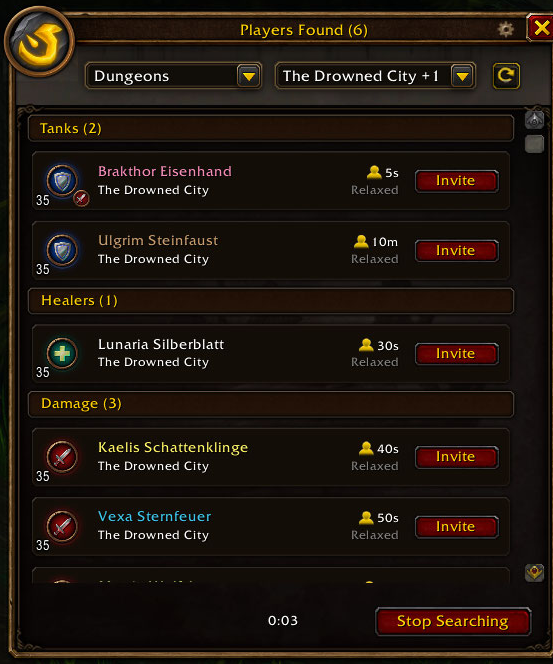 Players Found (6)
Dungeons
The Drowned City +1
Tanks (2)
Brakthor Eisenhand
5s
Invite
35
The Drowned City
Relaxed
Ulgrim Steinfaust
10m
Invite
35
The Drowned City
Relaxed
Healers (1)
Lunaria Silberblatt
30s
Invite
35
The Drowned City
Relaxed
Damage (3)
Kaelis Schattenklinge
40s
Invite
35
The Drowned City
Relaxed
Vexa Sternfeuer
50s
Invite
35
The Drowned City
Relaxed
0:03
Stop Searching